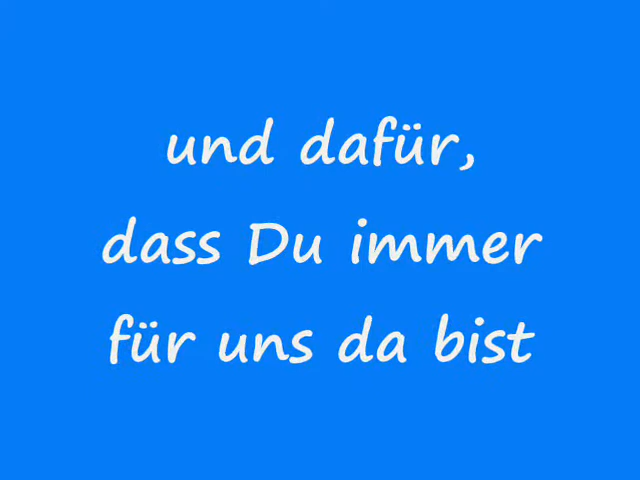 und dafür,
dass Du immer
für uns da bist